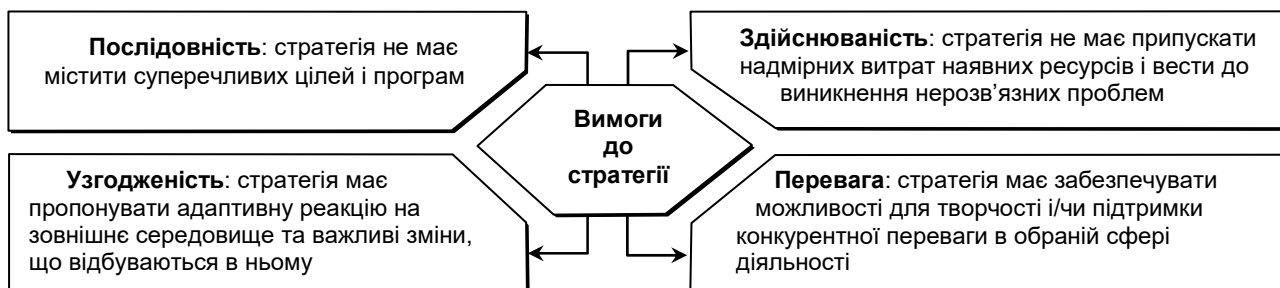 Послідовність: стратегія не має
містити суперечливих цілей і програм
Здійснюваність: стратегія не має припускати
надмірних витрат наявних ресурсів і вести до
виникнення нерозв’язних проблем
Вимоги
до
стратегії
Узгодженість: стратегія має
пропонувати адаптивну реакцію на
зовнішнє середовище та важливі зміни,
що відбуваються в ньому
Перевага: стратегія має забезпечувати
можливості для творчості і/чи підтримки
конкурентної переваги в обраній сфері
діяльності